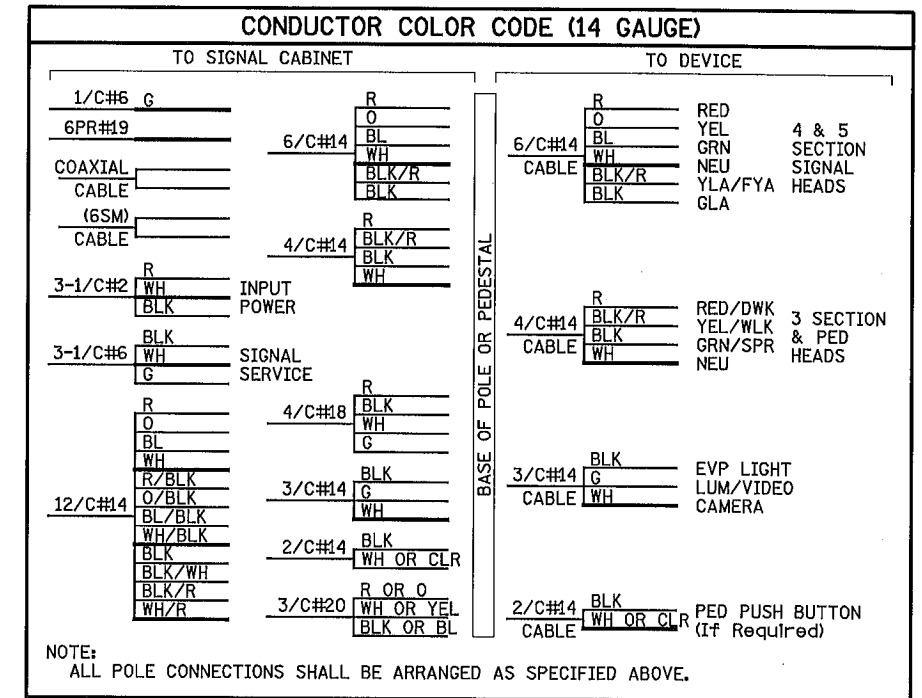 CONDUCTOR COLOR CODE (14 GAUGE)
TO SIGNAL CABINET
1/C#6 G
6PR#19
COAXIAL
CABLE
(6SM)
CABLE
3-1/C#2
R
WH
BLK
INPUT
POWER
3-1/C#6
BLK
WH
G
SIGNAL
SERVICE
12/C#14
R
O
BL
WH
R/BLK
O/BLK
BL/BLK
WH/BLK
BLK
BLK/WH
BLK/R
WH/R
6/C#14
R
O
BL
WH
BLK/R
BLK
4/C#14
R
BLK/R
BLK
WH
4/C#18
R
BLK
WH
G
3/C#14
BLK
G
WH
2/C#14
BLK
WH OR CLR
3/C#20
R OR O
WH OR YEL
BLK OR BL
BASE OF POLE OR PEDESTAL
TO DEVICE
6/C#14
CABLE
R
O
BL
WH
BLK/R
BLK
RED
YEL
GRN
NEU
YLA/FYA
GLA
4 & 5
SECTION
SIGNAL
HEADS
4/C#14
CABLE
R
BLK/R
BLK
WH
RED/DWK
YEL/WLK
GRN/SPR
NEU
3 SECTION
& PED
HEADS
3/C#14
CABLE
BLK
G
WH
EVP LIGHT
LUM/VIDEO
CAMERA
2/C#14
CABLE
BLK
WH OR CLR
PED PUSH BUTTON
(If Required)
NOTE:
ALL POLE CONNECTIONS SHALL BE ARRANGED AS SPECIFIED ABOVE.